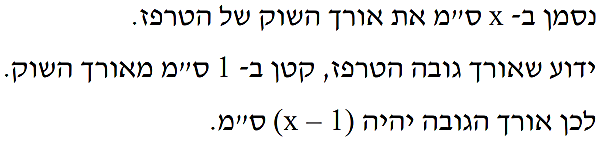 נסמן ב- x ס״מ את אורך השוק של הטרפז.
ידוע שאורך גובה הטרפז, קטן ב- 1 ס״מ מאורך השוק.
לכן אורך הגובה יהיה (x – 1) ס״מ.